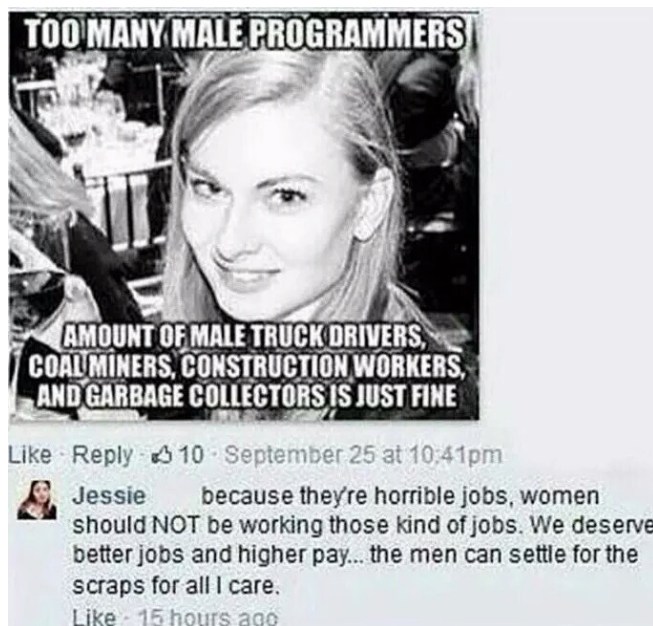 TOO MANY MALE PROGRAMMERS
AMOUNT OF MALE TRUCK DRIVERS,
COAL MINERS, CONSTRUCTION WORKERS,
AND GARBAGE COLLECTORS IS JUST FINE
Like · Reply · 10 · September 25 at 10:41pm
Jessie because they're horrible jobs, women
should NOT be working those kind of jobs. We deserve
better jobs and higher pay... the men can settle for the
scraps for all I care.
Like · 15 hours ago